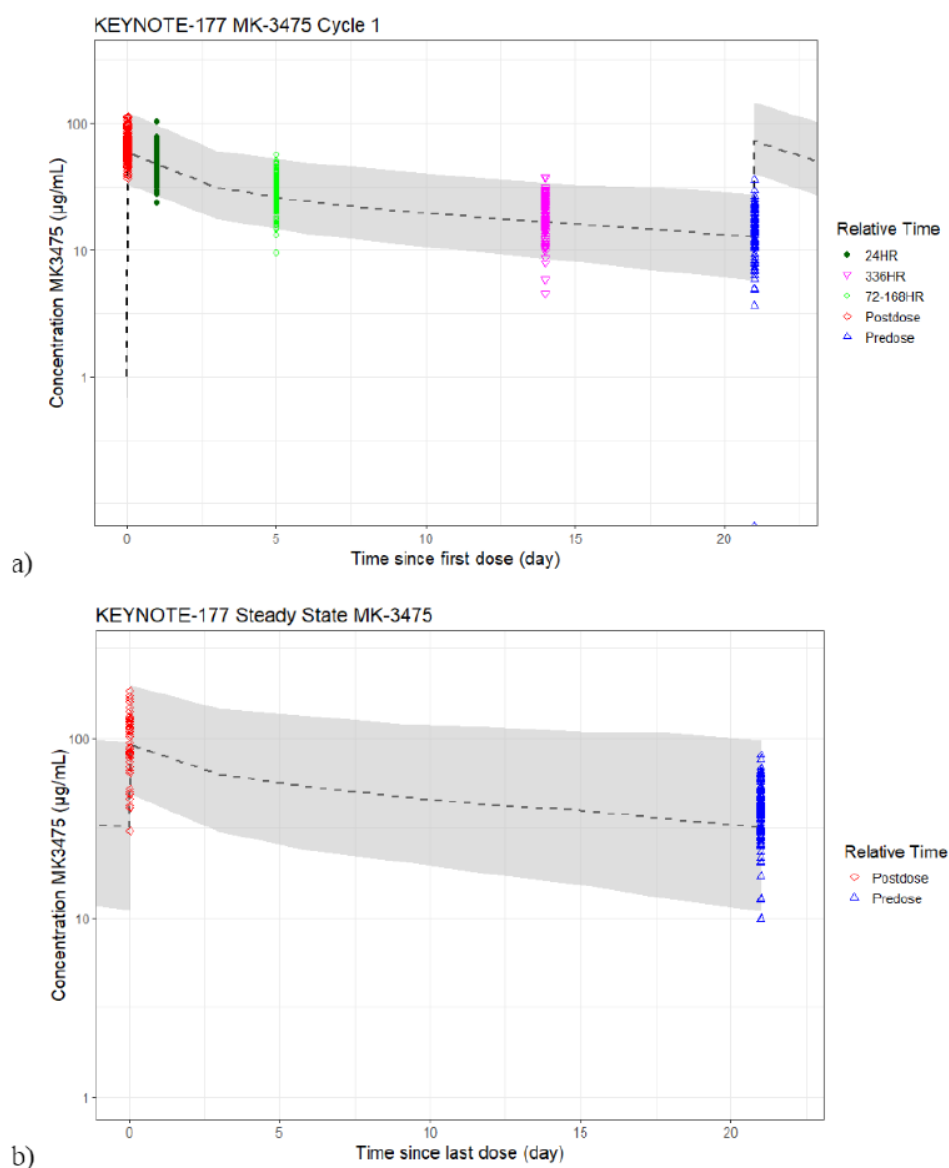 KEYNOTE-177 MK-3475 Cycle 1
Concentration MK3475 (µg/mL)
100
10
1
0 5 10 15 20
Time since first dose (day)
Relative Time
24HR
336HR
72-168HR
Postdose
Predose
a)
KEYNOTE-177 Steady State MK-3475
Concentration MK3475 (µg/mL)
100
10
1
0 5 10 15 20
Time since last dose (day)
Relative Time
Postdose
Predose
b)